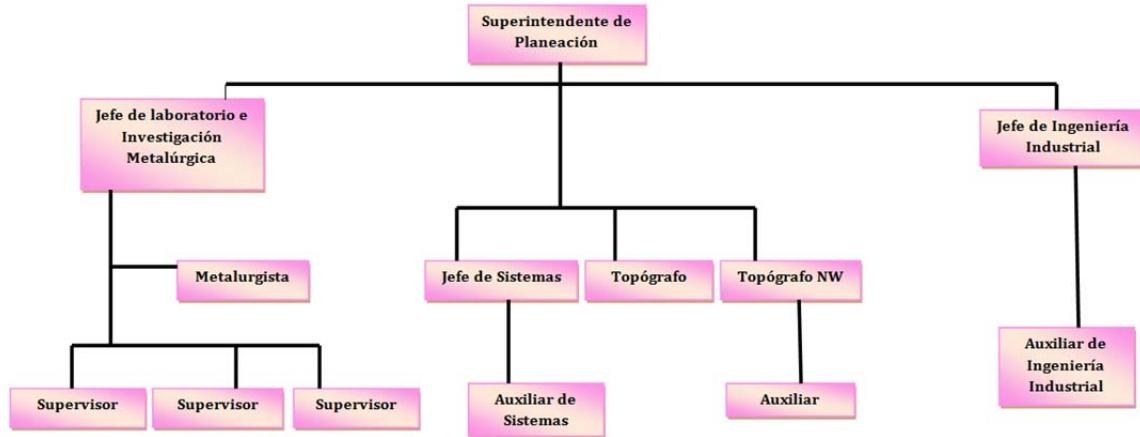 Superintendente de
Planeación
Jefe de laboratorio e
Investigación
Metalúrgica
Jefe de Ingeniería
Industrial
Metalurgista
Jefe de Sistemas
Topógrafo
Topógrafo NW
Supervisor
Supervisor
Supervisor
Auxiliar de
Sistemas
Auxiliar
Auxiliar de
Ingeniería
Industrial